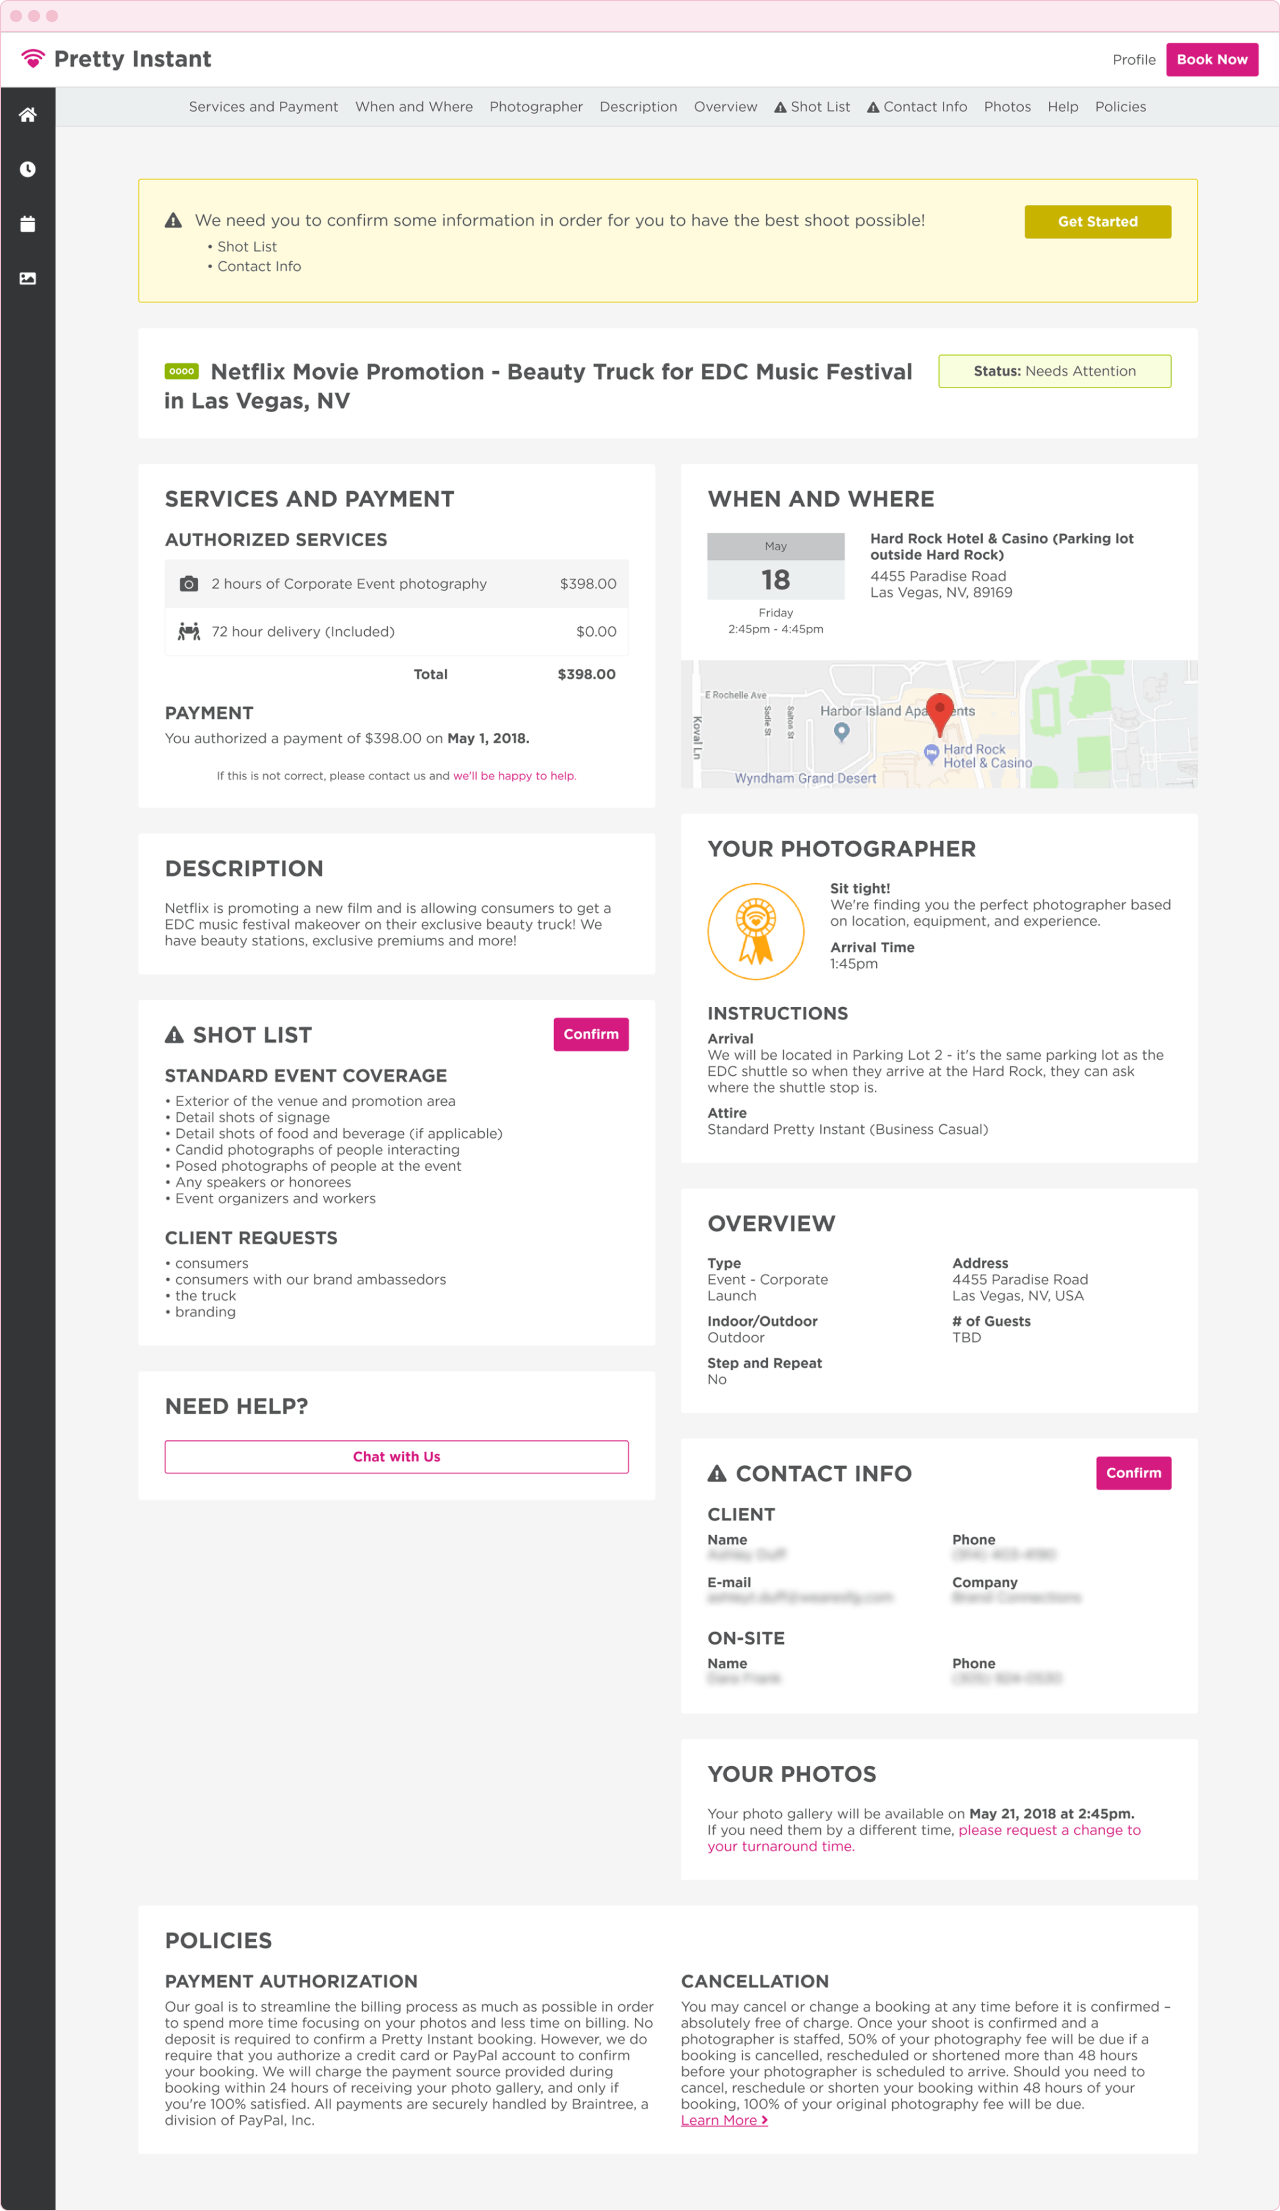 Pretty Instant
Profile
Book Now
Services and Payment
When and Where
Photographer
Description
Overview
Shot List
Contact Info
Photos
Help
Policies
We need you to confirm some information in order for you to have the best shoot possible!
• Shot List
• Contact Info
Get Started
Netflix Movie Promotion - Beauty Truck for EDC Music Festival
in Las Vegas, NV
Status: Needs Attention
SERVICES AND PAYMENT
AUTHORIZED SERVICES
2 hours of Corporate Event photography $398.00
72 hour delivery (Included) $0.00
Total $398.00
PAYMENT
You authorized a payment of $398.00 on May 1, 2018.
If this is not correct, please contact us and we'll be happy to help.
DESCRIPTION
Netflix is promoting a new film and is allowing consumers to get a
EDC music festival makeover on their exclusive beauty truck! We
have beauty stations, exclusive premiums and more!
SHOT LIST
Confirm
STANDARD EVENT COVERAGE
• Exterior of the venue and promotion area
• Detail shots of signage
• Detail shots of food and beverage (if applicable)
• Candid photographs of people interacting
• Posed photographs of people at the event
• Any speakers or honorees
• Event organizers and workers
CLIENT REQUESTS
• consumers
• consumers with our brand ambassedors
• the truck
• branding
NEED HELP?
Chat with Us
WHEN AND WHERE
May
18
Friday
2:45pm - 4:45pm
Hard Rock Hotel & Casino (Parking lot
outside Hard Rock)
4455 Paradise Road
Las Vegas, NV, 89169
E Rochelle Ave
Koval Ln
Sadie St
Salton St
Harbor Island
Hard Rock
Hotel & Casino
Wyndham Grand Desert
YOUR PHOTOGRAPHER
Sit tight!
We're finding you the perfect photographer based
on location, equipment, and experience.
Arrival Time
1:45pm
INSTRUCTIONS
Arrival
We will be located in Parking Lot 2 - it's the same parking lot as the
EDC shuttle so when they arrive at the Hard Rock, they can ask
where the shuttle stop is.
Attire
Standard Pretty Instant (Business Casual)
OVERVIEW
Type
Event - Corporate
Launch
Address
4455 Paradise Road
Las Vegas, NV, USA
Indoor/Outdoor
Outdoor
# of Guests
TBD
Step and Repeat
No
CONTACT INFO
Confirm
CLIENT
Name
Phone
E-mail
Company
ON-SITE
Name
Phone
YOUR PHOTOS
Your photo gallery will be available on May 21, 2018 at 2:45pm.
If you need them by a different time, please request a change to
your turnaround time.
POLICIES
PAYMENT AUTHORIZATION
Our goal is to streamline the billing process as much as possible in order
to spend more time focusing on your photos and less time on billing. No
deposit is required to confirm a Pretty Instant booking. However, we do
require that you authorize a credit card or PayPal account to confirm
your booking. We will charge the payment source provided during
booking within 24 hours of receiving your photo gallery, and only if
you're 100% satisfied. All payments are securely handled by Braintree, a
division of PayPal, Inc.
CANCELLATION
You may cancel or change a booking at any time before it is confirmed –
absolutely free of charge. Once your shoot is confirmed and a
photographer is staffed, 50% of your photography fee will be due if a
booking is cancelled, rescheduled or shortened more than 48 hours
before your photographer is scheduled to arrive. Should you need to
cancel, reschedule or shorten your booking within 48 hours of your
booking, 100% of your original photography fee will be due.
Learn More